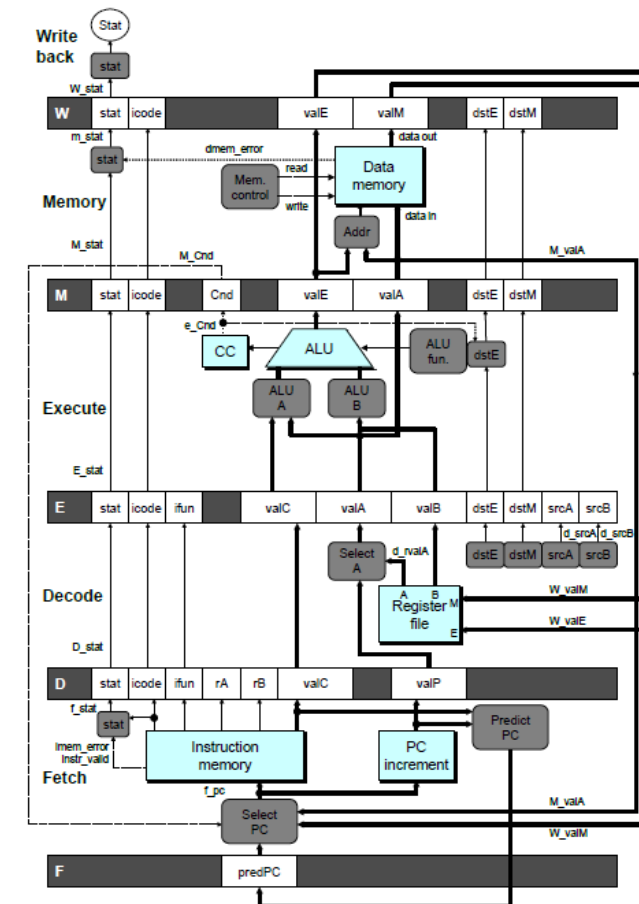 Stat
Write
back
stat
W_stat
W stat icode valE valM dstE dstM
m_stat
data out
dmem_error
stat
read
Mem.
control
Data
memory
write
Memory
data in
Addr
M_stat
M_Cnd
M_valA
M stat icode Cnd valE valA dstE dstM
e_Cnd
CC
ALU
ALU
fun.
dstE
ALU
A
ALU
B
Execute
E_stat
E stat icode ifun valC valA valB dstE dstM srcA srcB
d_srcA
d_srcB
Select
A
d_rvalA
dstE dstM srcA srcB
A B
Register
file
M
E
W_valM
W_valE
Decode
D_stat
D stat icode ifun rA rB valC valP
f_stat
stat
Predict
PC
imem_error
instr_valid
Instruction
memory
PC
increment
Fetch
f_pc
Select
PC
M_valA
W_valM
F predPC